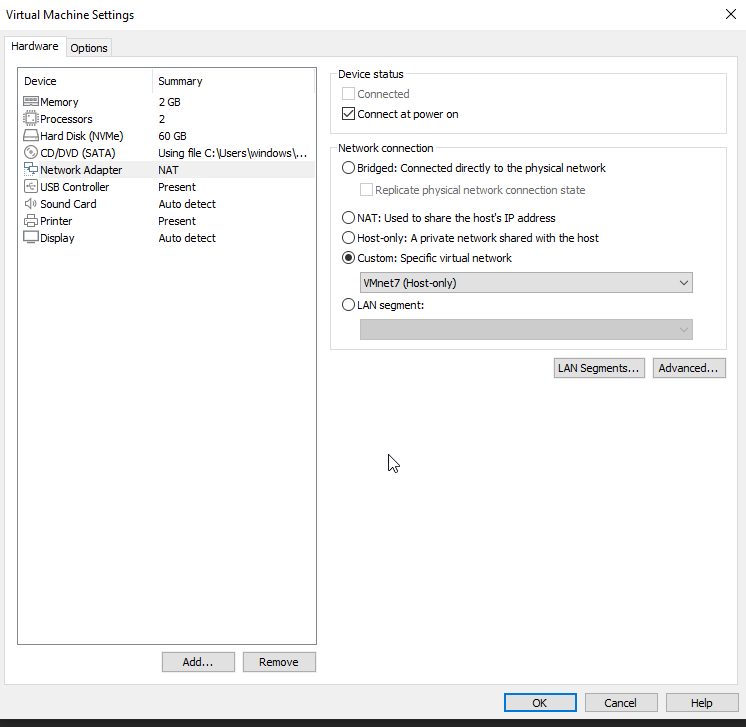 Virtual Machine Settings
Hardware Options
Device Summary
Memory 2 GB
Processors 2
Hard Disk (NVMe) 60 GB
CD/DVD (SATA) Using file C:\Users\windows\...
Network Adapter NAT
USB Controller Present
Sound Card Auto detect
Printer Present
Display Auto detect
Add... Remove
Device status
Connected
Connect at power on
Network connection
Bridged: Connected directly to the physical network
Replicate physical network connection state
NAT: Used to share the host's IP address
Host-only: A private network shared with the host
Custom: Specific virtual network
VMnet7 (Host-only)
LAN segment:
LAN Segments... Advanced...
OK Cancel Help